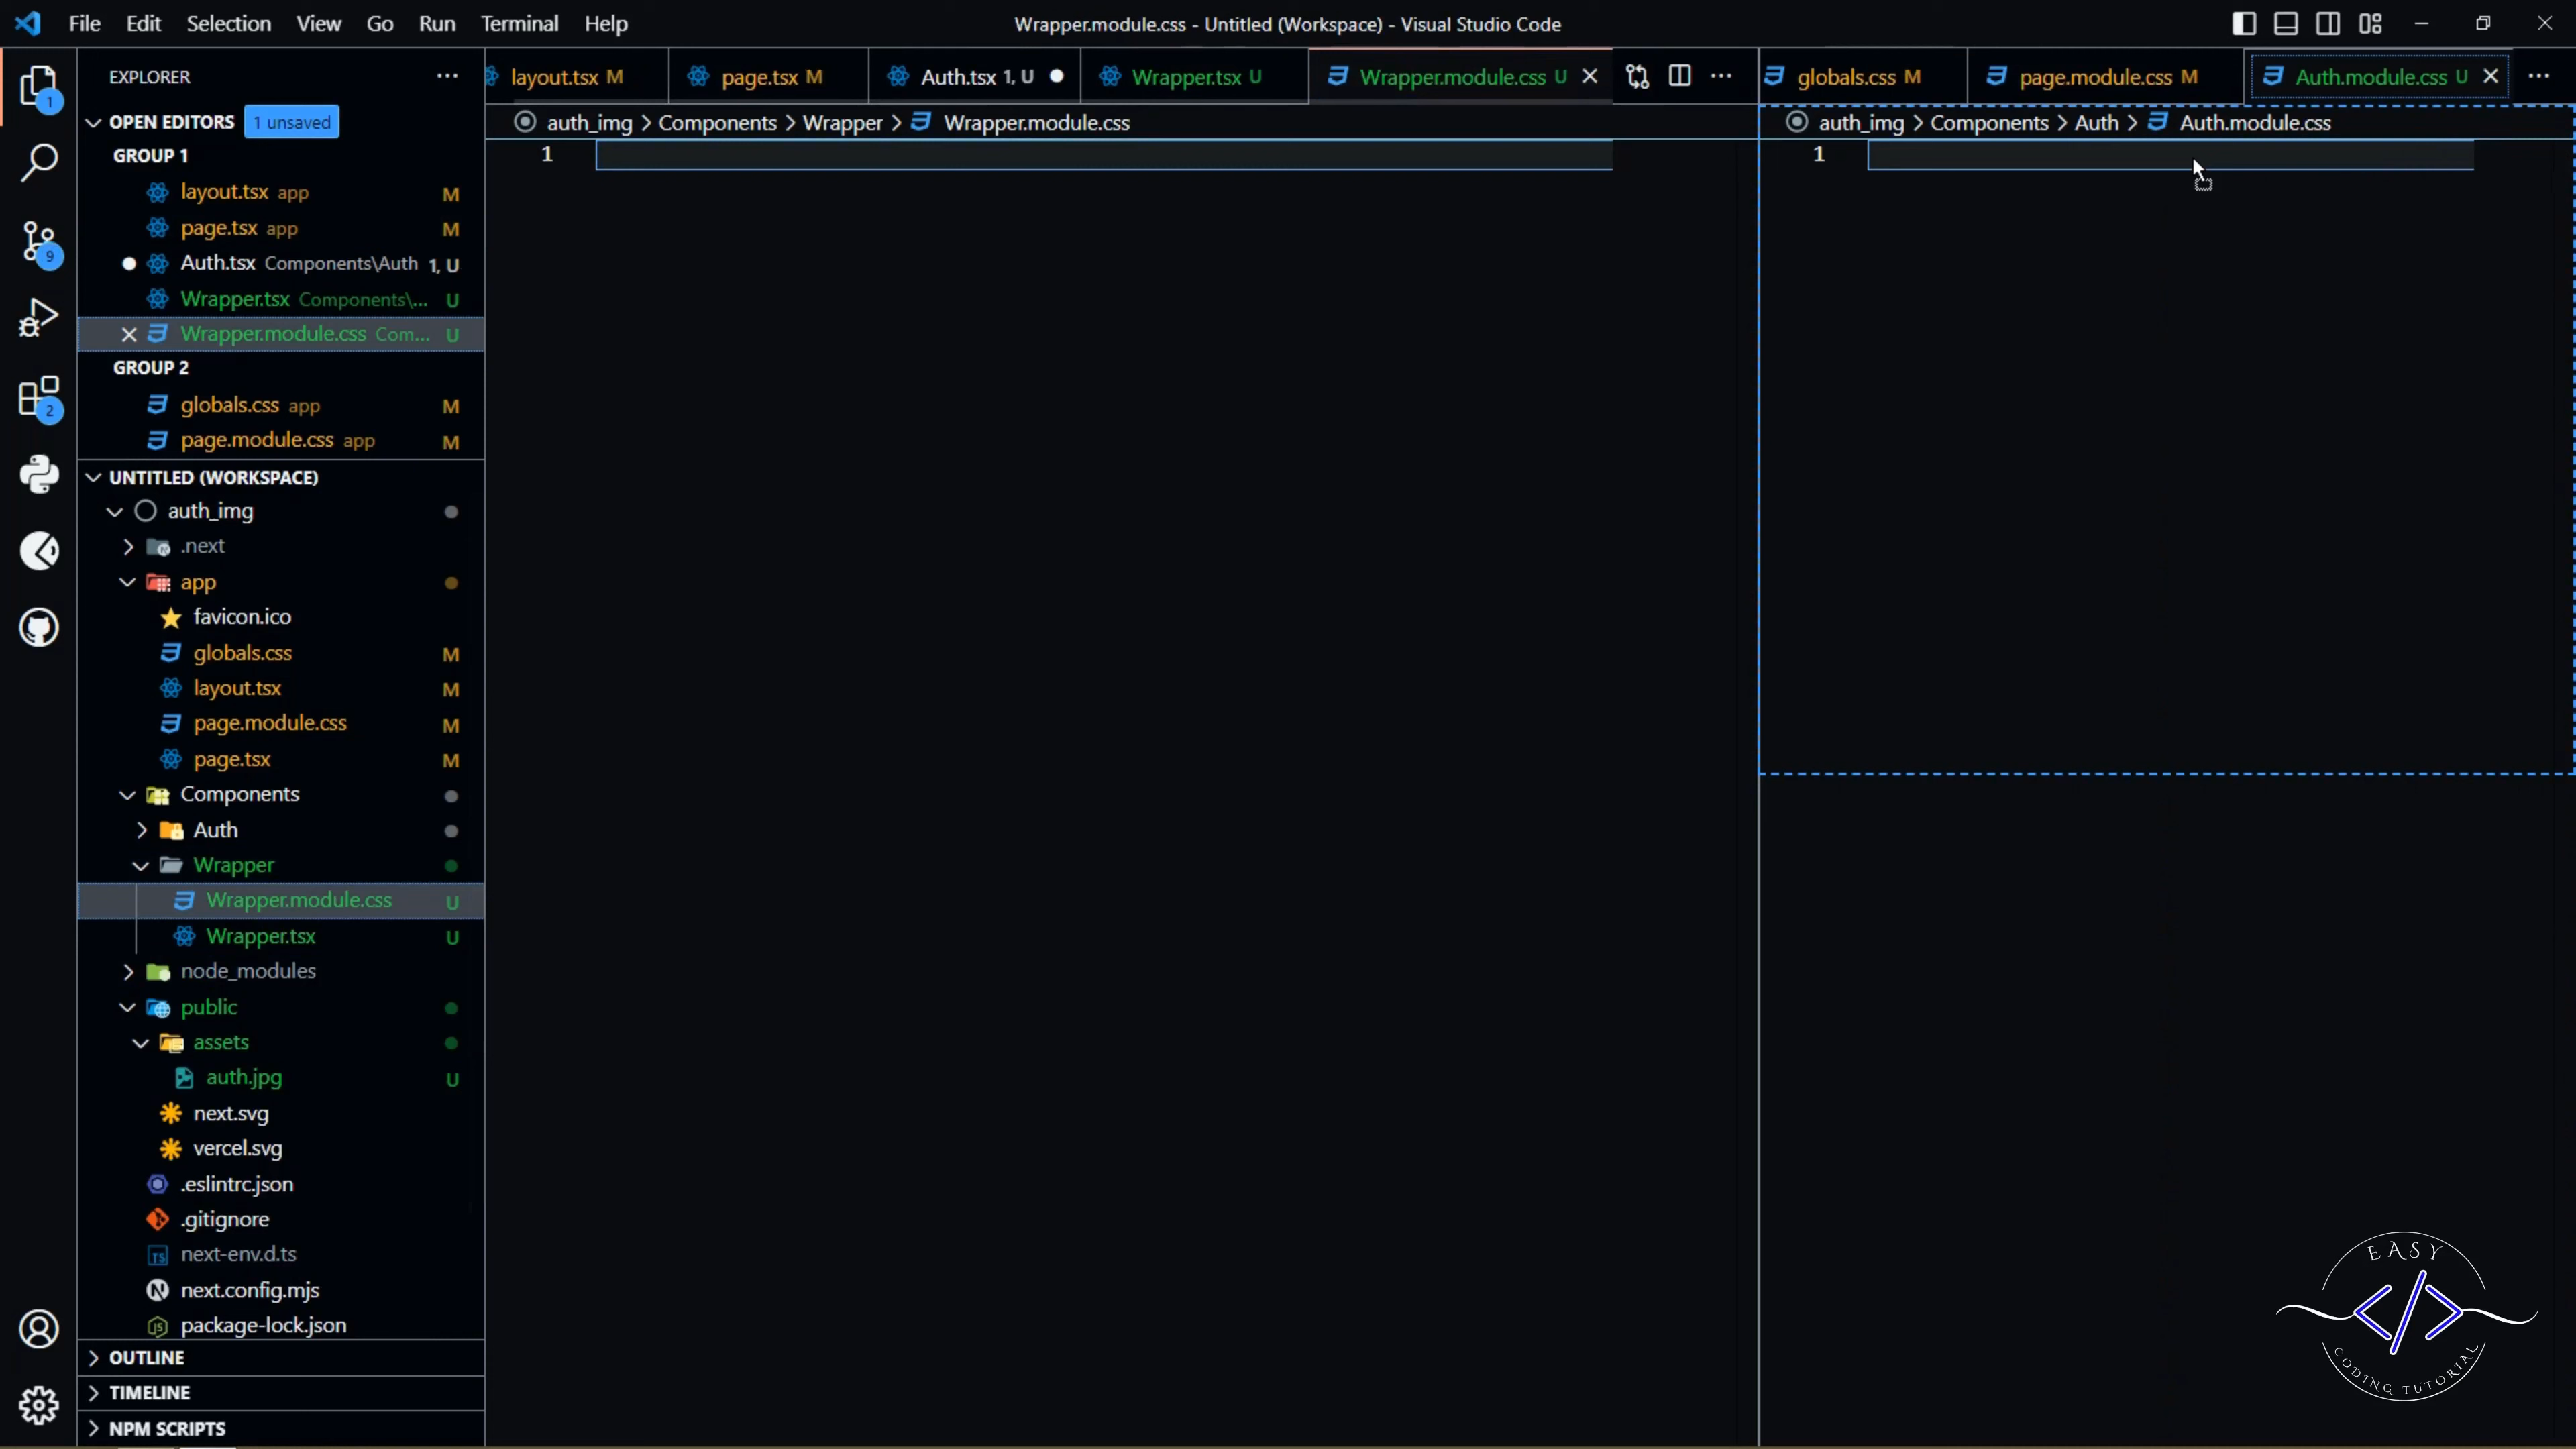 File Edit Selection View Go Run Terminal Help
Wrapper.module.css - Untitled (Workspace) - Visual Studio Code
EXPLORER
OPEN EDITORS 1 unsaved
GROUP 1
layout.tsx app M
page.tsx app M
Auth.tsx Components\Auth 1, U
Wrapper.tsx Components\... U
Wrapper.module.css Com... U
GROUP 2
globals.css app M
page.module.css app M
UNTITLED (WORKSPACE)
auth_img
.next
app
favicon.ico
globals.css M
layout.tsx M
page.module.css M
page.tsx M
Components
Auth
Wrapper
Wrapper.module.css U
Wrapper.tsx U
node_modules
public
assets
auth.jpg U
next.svg
vercel.svg
.eslintrc.json
.gitignore
next-env.d.ts
next.config.mjs
package-lock.json
OUTLINE
TIMELINE
NPM SCRIPTS
1
9
2
layout.tsx M page.tsx M Auth.tsx 1, U Wrapper.tsx U Wrapper.module.css U
auth_img > Components > Wrapper > Wrapper.module.css
1
globals.css M page.module.css M Auth.module.css U
auth_img > Components > Auth > Auth.module.css
1
EASY
</>
CODING TUTORIAL